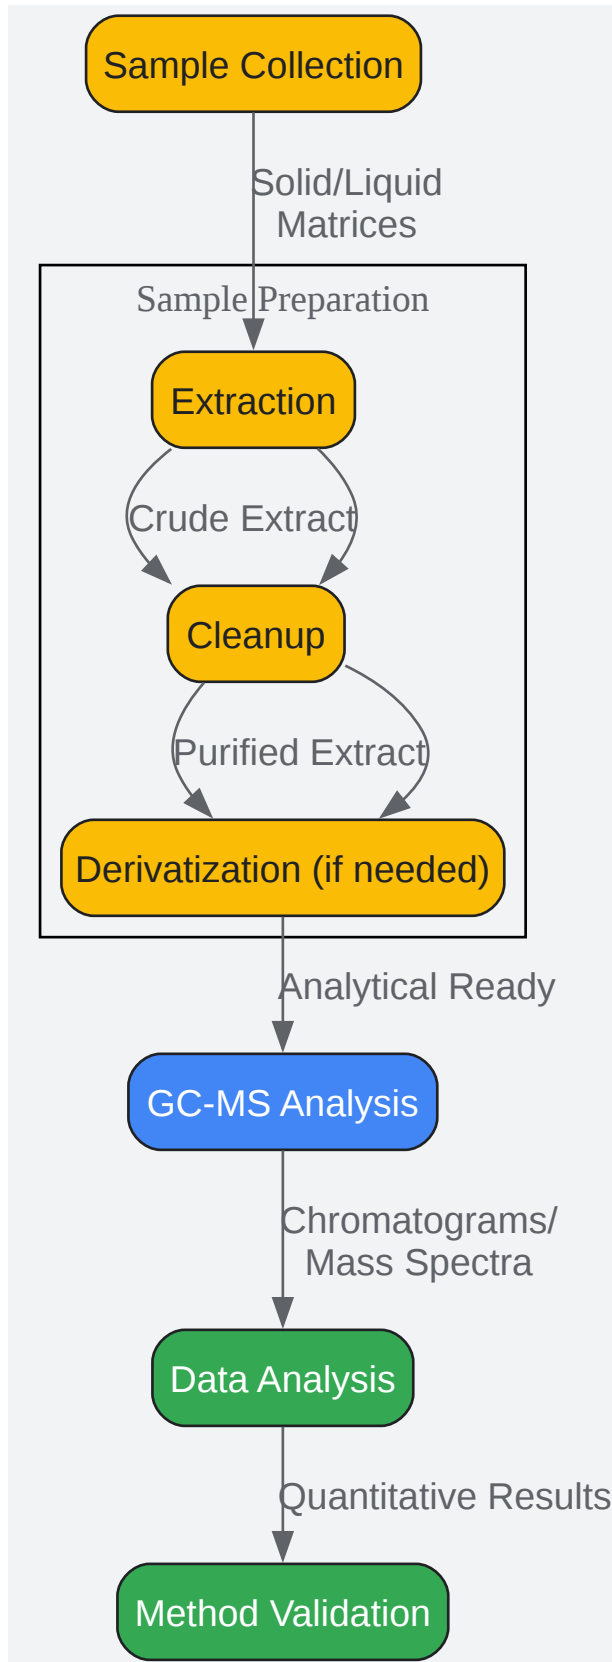 Sample Collection
Solid/Liquid
Matrices
Sample Preparation
Extraction
Crude Extract
Cleanup
Purified Extract
Derivatization (if needed)
Analytical Ready
GC-MS Analysis
Chromatograms/
Mass Spectra
Data Analysis
Quantitative Results
Method Validation